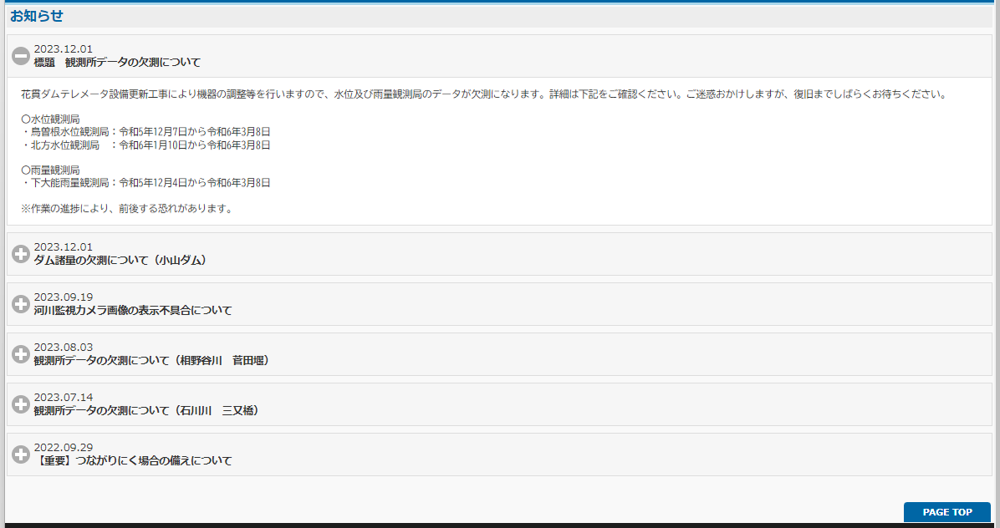 お知らせ
2023.12.01
標題　観測所データの欠測について
花貫ダムテレメータ設備更新工事により機器の調整等を行いますので、水位及び雨量観測局のデータが欠測になります。詳細は下記をご確認ください。ご迷惑おかけしますが、復旧までしばらくお待ちください。
〇水位観測局
・鳥曽根水位観測局：令和5年12月7日から令和6年3月8日
・北方水位観測局　：令和6年1月10日から令和6年3月8日
〇雨量観測局
・下大能雨量観測局：令和5年12月4日から令和6年3月8日
※作業の進捗により、前後する恐れがあります。
2023.12.01
ダム諸量の欠測について（小山ダム）
2023.09.19
河川監視カメラ画像の表示不具合について
2023.08.03
観測所データの欠測について（相野谷川　菅田堰）
2023.07.14
観測所データの欠測について（石川川　三又橋）
2022.09.29
【重要】つながりにく場合の備えについて
PAGE TOP